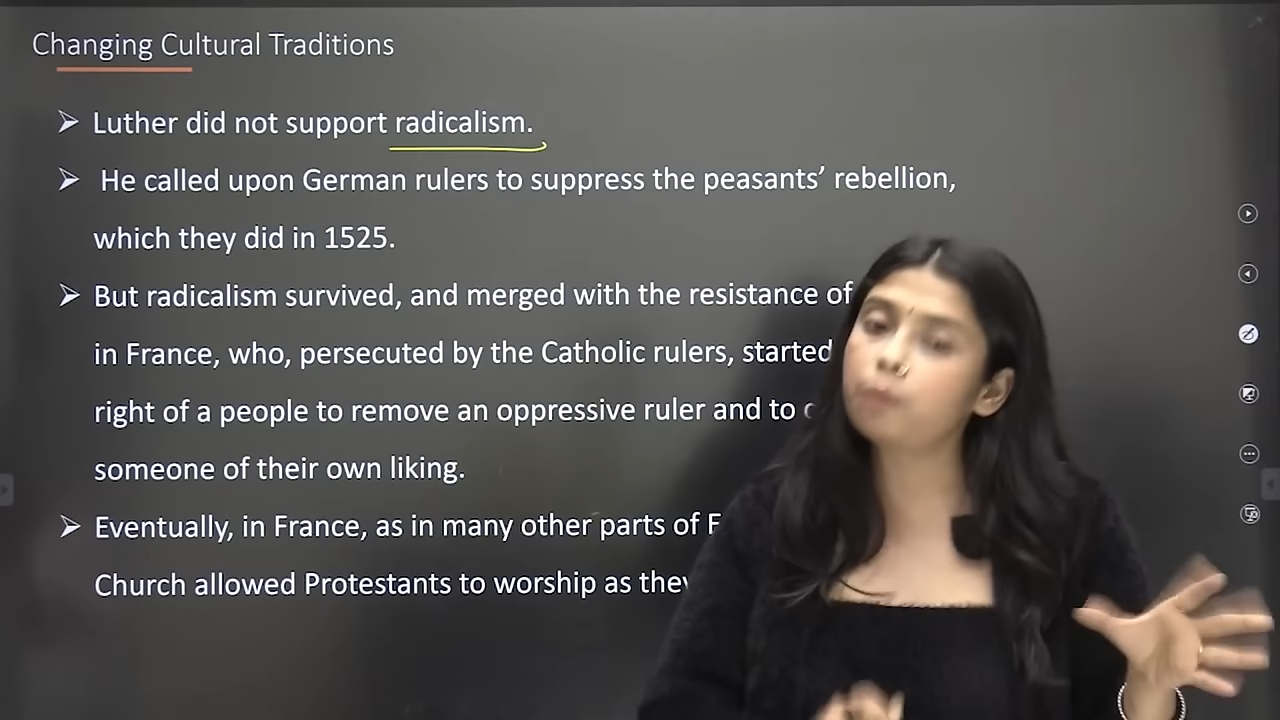 Changing Cultural Traditions
➢ Luther did not support radicalism.
➢ He called upon German rulers to suppress the peasants’ rebellion,
which they did in 1525.
➢ But radicalism survived, and merged with the resistance of
in France, who, persecuted by the Catholic rulers, started
right of a people to remove an oppressive ruler and to
someone of their own liking.
➢ Eventually, in France, as in many other parts of
Church allowed Protestants to worship as they